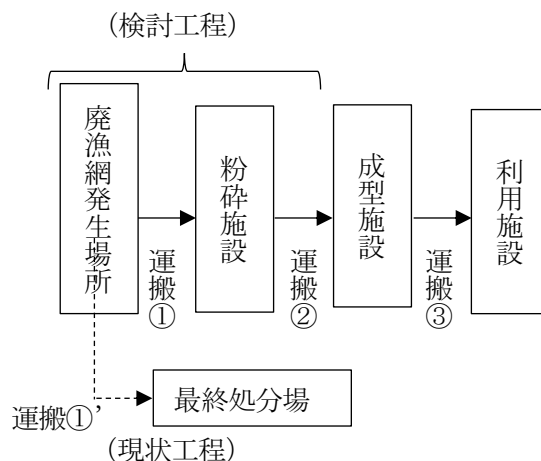 (検討工程)
廃漁網発生場所
運搬①
粉砕施設
運搬②
成型施設
運搬③
利用施設
運搬①’
最終処分場
(現状工程)